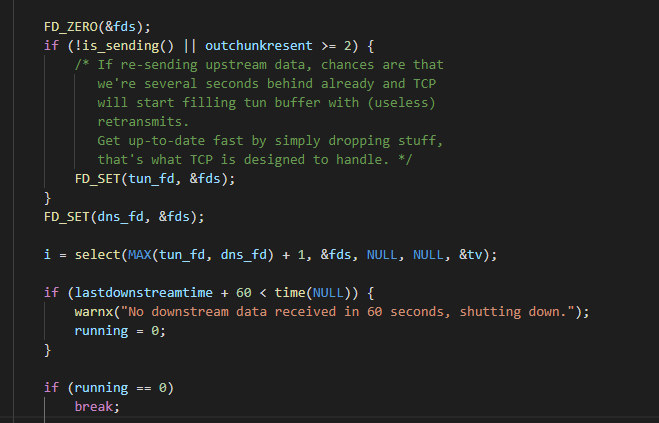 FD_ZERO(&fds);
if (!is_sending() || outchunkresent >= 2) {
/* If re-sending upstream data, chances are that
we're several seconds behind already and TCP
will start filling tun buffer with (useless)
retransmits.
Get up-to-date fast by simply dropping stuff,
that's what TCP is designed to handle. */
FD_SET(tun_fd, &fds);
}
FD_SET(dns_fd, &fds);
i = select(MAX(tun_fd, dns_fd) + 1, &fds, NULL, NULL, &tv);
if (lastdownstreamtime + 60 < time(NULL)) {
warnx("No downstream data received in 60 seconds, shutting down.");
running = 0;
}
if (running == 0)
break;